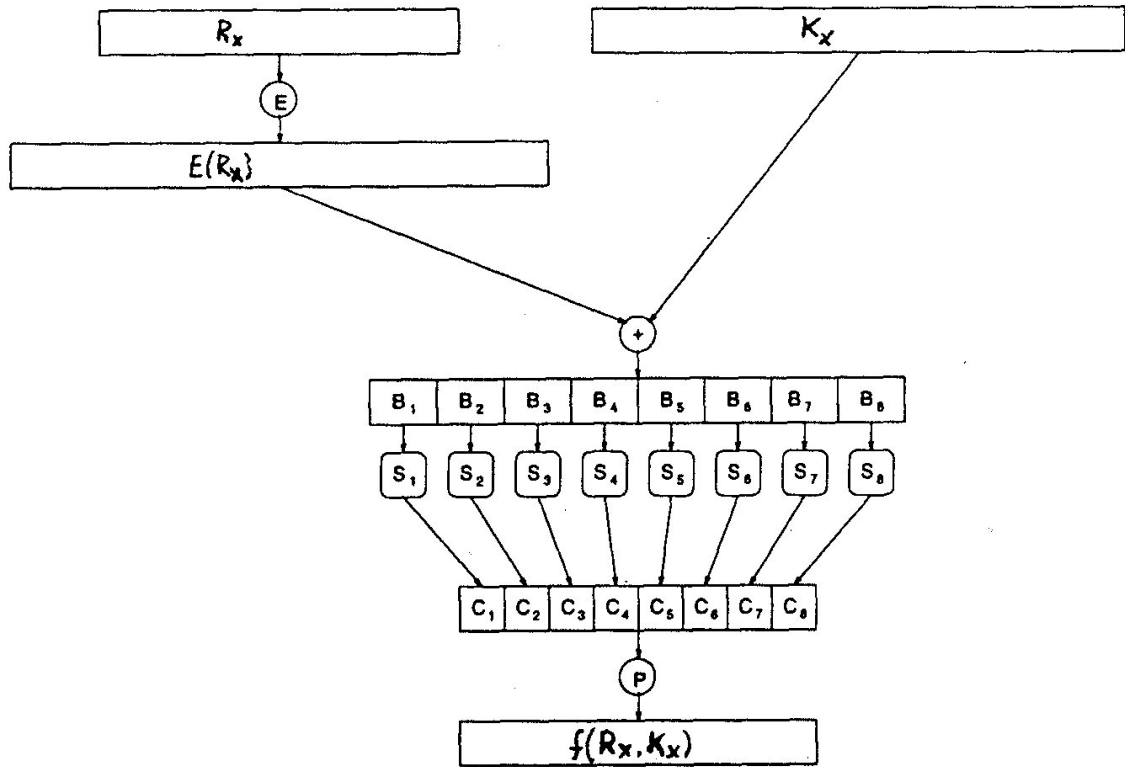 Rx Kx
E
E(Rx)
+
B1 B2 B3 B4 B5 B6 B7 B8
S1 S2 S3 S4 S5 S6 S7 S8
C1 C2 C3 C4 C5 C6 C7 C8
P
f(Rx,Kx)